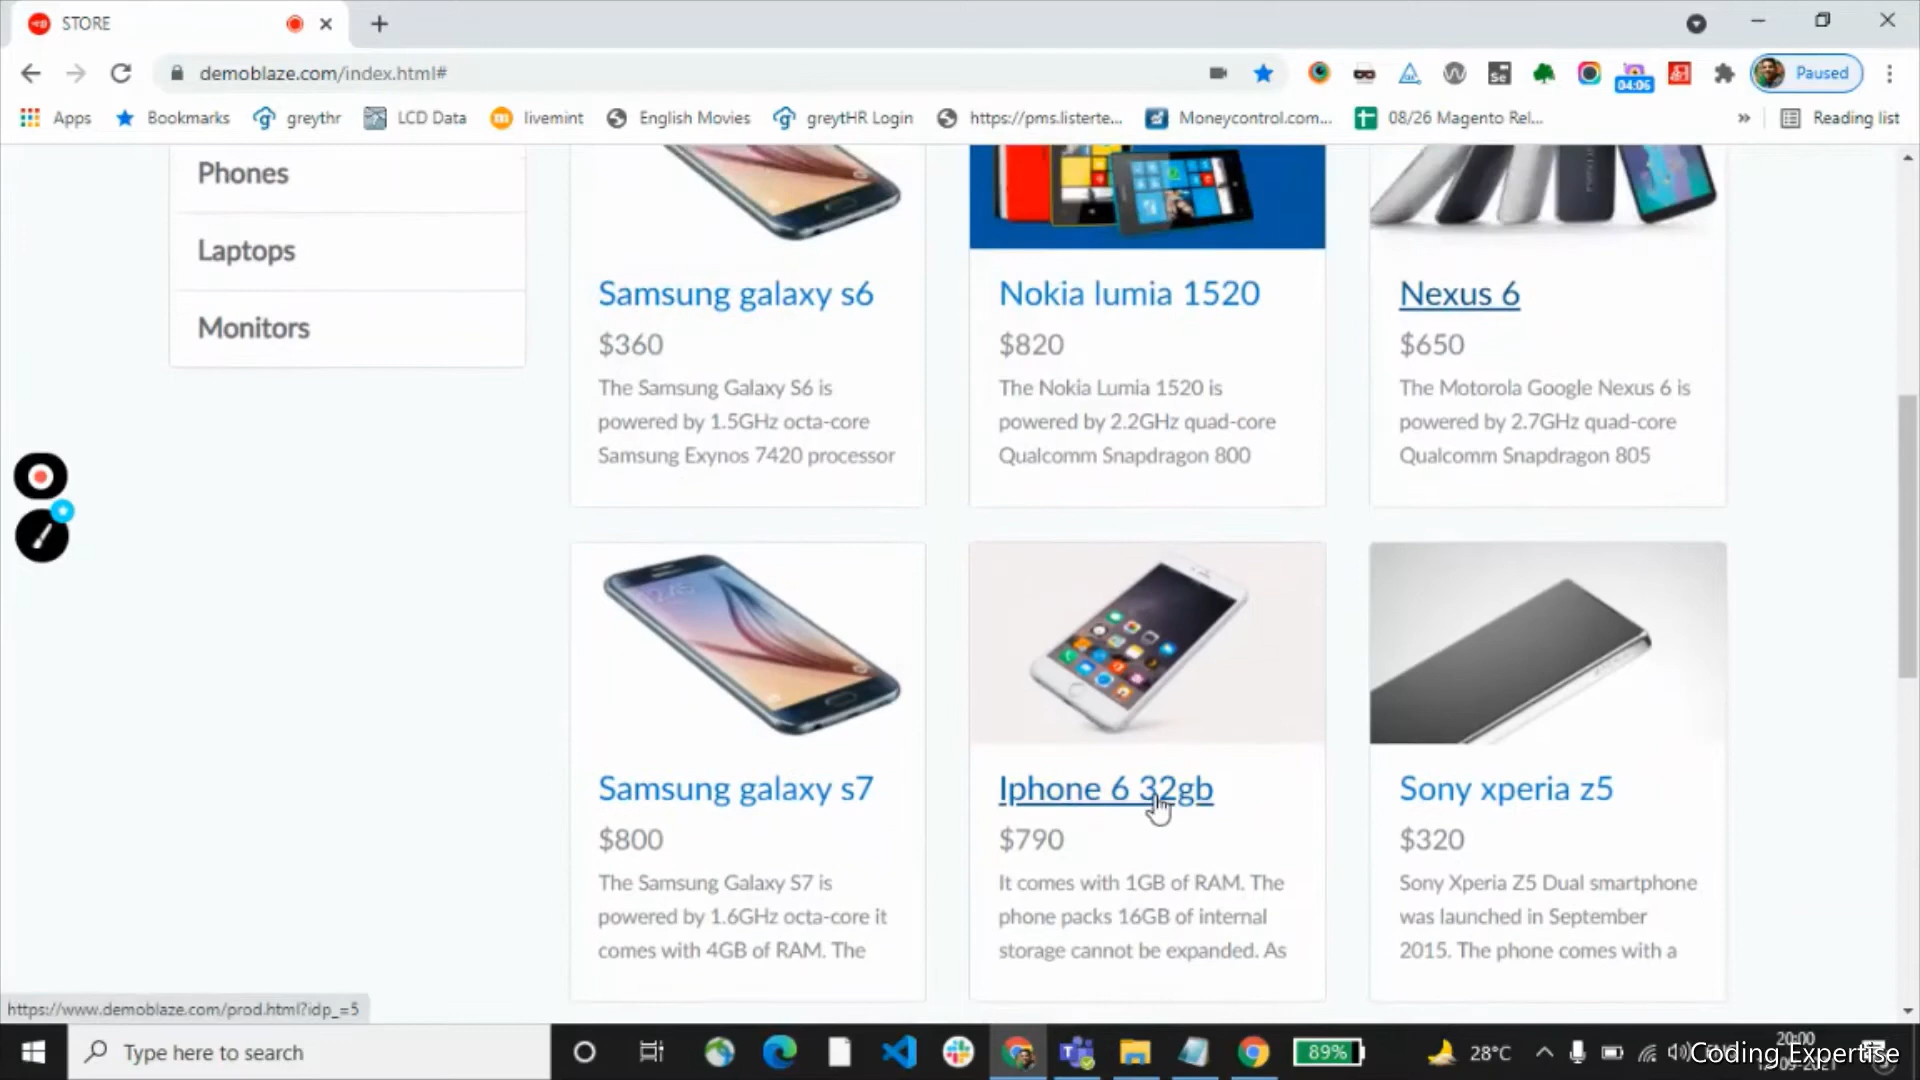 STORE
demoblaze.com/index.html#
04:06
Paused
Apps
Bookmarks
greythr
LCD Data
livemint
English Movies
greytHR Login
https://pms.listerte...
Moneycontrol.com...
08/26 Magento Rel...
»
Reading list
Phones
Laptops
Monitors
Samsung galaxy s6
$360
The Samsung Galaxy S6 is
powered by 1.5GHz octa-core
Samsung Exynos 7420 processor
Nokia lumia 1520
$820
The Nokia Lumia 1520 is
powered by 2.2GHz quad-core
Qualcomm Snapdragon 800
Nexus 6
$650
The Motorola Google Nexus 6 is
powered by 2.7GHz quad-core
Qualcomm Snapdragon 805
Samsung galaxy s7
$800
The Samsung Galaxy S7 is
powered by 1.6GHz octa-core it
comes with 4GB of RAM. The
Iphone 6 32gb
$790
It comes with 1GB of RAM. The
phone packs 16GB of internal
storage cannot be expanded. As
Sony xperia z5
$320
Sony Xperia Z5 Dual smartphone
was launched in September
2015. The phone comes with a
https://www.demoblaze.com/prod.html?idp_=5
Type here to search
89%
28°C
20:00
Coding Expertise